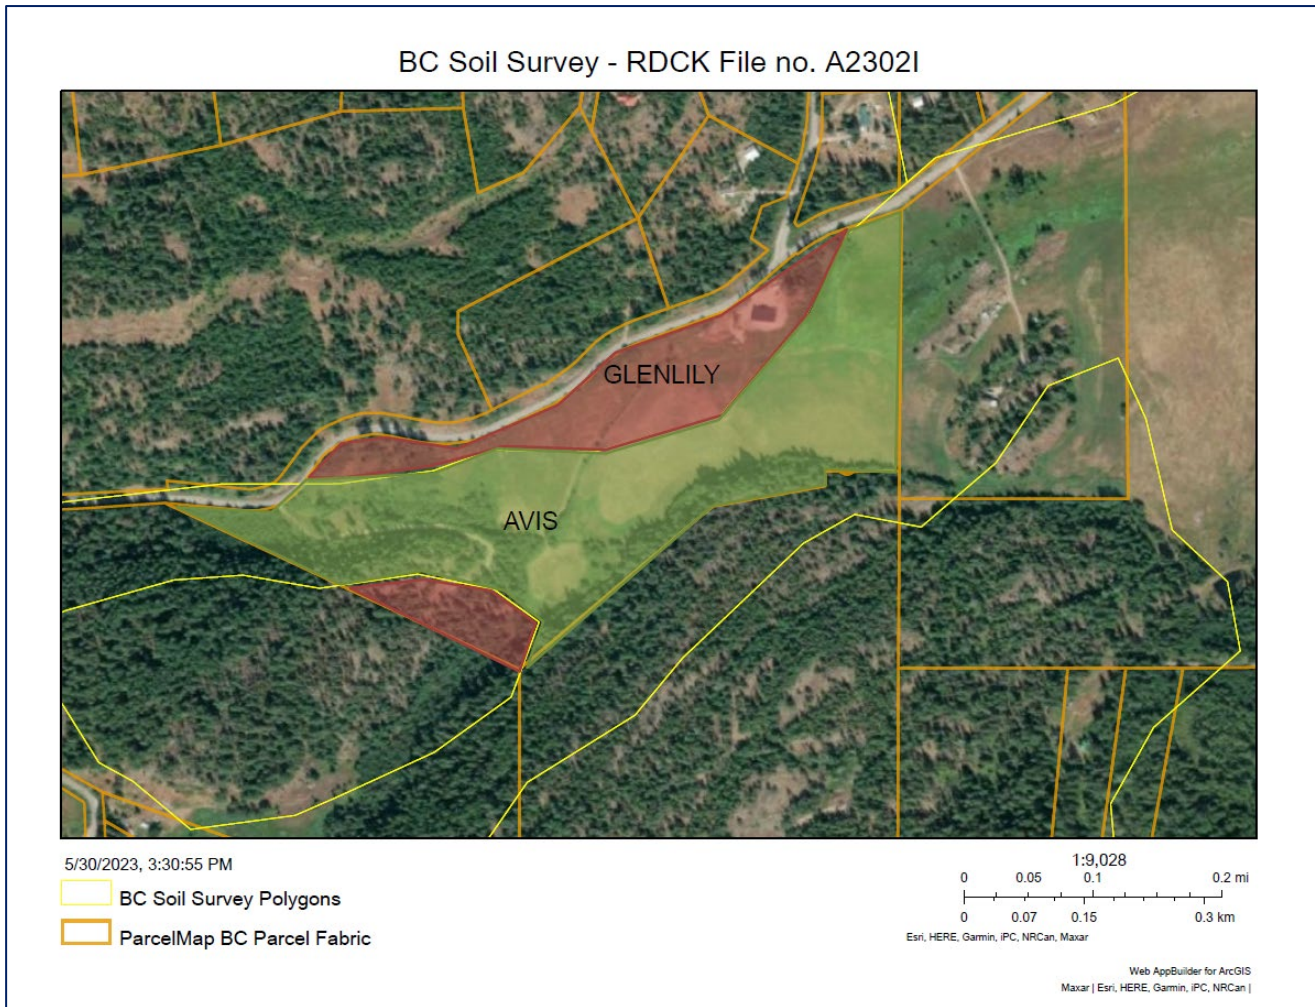 BC Soil Survey - RDCK File no. A2302I
GLENLILY
AVIS
5/30/2023, 3:30:55 PM
BC Soil Survey Polygons
ParcelMap BC Parcel Fabric
1:9,028
0 0.05 0.1 0.2 mi
0 0.07 0.15 0.3 km
Esri, HERE, Garmin, iPC, NRCan, Maxar
Web AppBuilder for ArcGIS
Maxar | Esri, HERE, Garmin, iPC, NRCan |